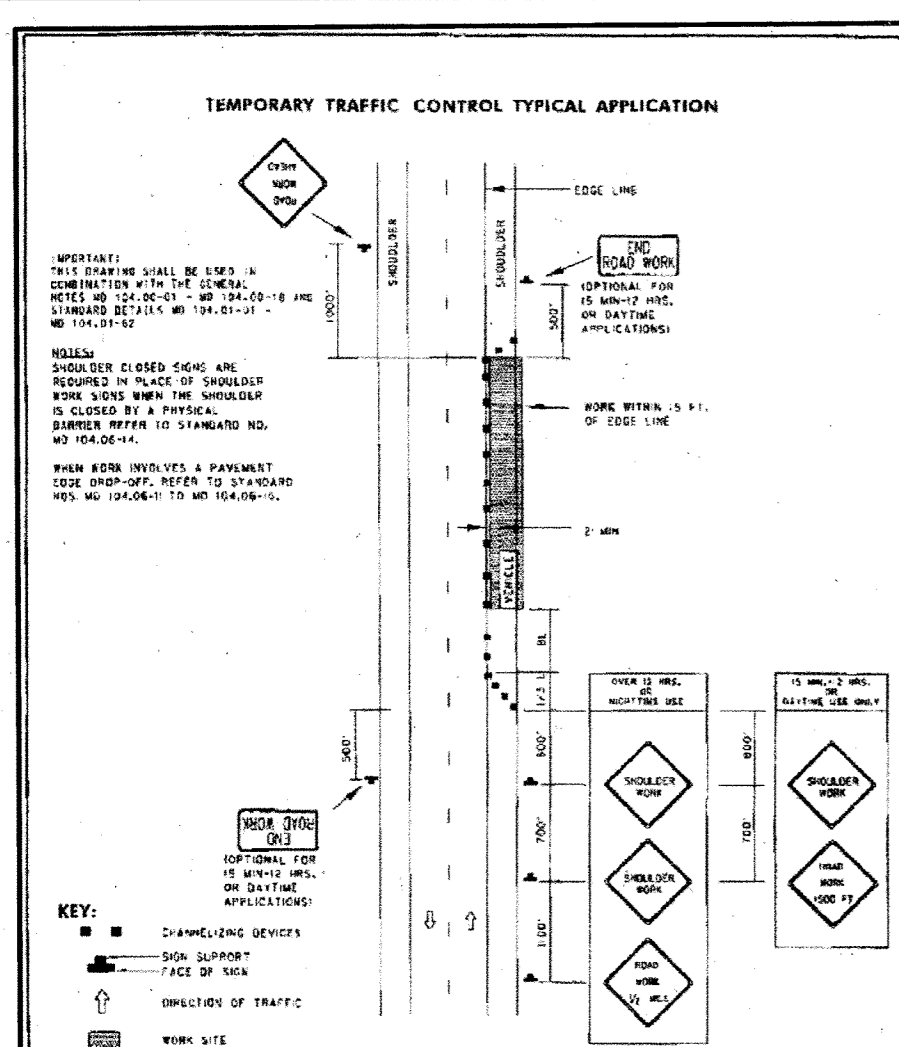 TEMPORARY TRAFFIC CONTROL TYPICAL APPLICATION
ROAD
WORK
AHEAD
IMPORTANT:
THIS DRAWING SHALL BE USED IN
COMBINATION WITH THE GENERAL
NOTES MD 104.00-01 - MD 104.00-18 AND
STANDARD DETAILS MD 104.01-01 -
MD 104.01-62
NOTES:
SHOULDER CLOSED SIGNS ARE
REQUIRED IN PLACE OF SHOULDER
WORK SIGNS WHEN THE SHOULDER
IS CLOSED BY A PHYSICAL
BARRIER REFER TO STANDARD NO.
MD 104.06-14.
WHEN WORK INVOLVES A PAVEMENT
EDGE DROP-OFF, REFER TO STANDARD
NOS. MD 104.06-11 TO MD 104.06-15.
1000'
SHOULDER
SHOULDER
EDGE LINE
END
ROAD WORK
(OPTIONAL FOR
15 MIN-12 HRS.
OR DAYTIME
APPLICATIONS)
500'
WORK WITHIN 15 FT.
OF EDGE LINE
2' MIN
VEHICLE
BL
1/3 L
500'
END
ROAD WORK
(OPTIONAL FOR
15 MIN-12 HRS.
OR DAYTIME
APPLICATIONS)
OVER 12 HRS.
OR
NIGHTTIME USE
SHOULDER
WORK
SHOULDER
WORK
ROAD
WORK
1/2 MILE
700'
1100'
15 MIN.-12 HRS.
OR
DAYTIME USE ONLY
800'
700'
SHOULDER
WORK
ROAD
WORK
1500 FT
KEY:
CHANNELIZING DEVICES
SIGN SUPPORT
FACE OF SIGN
DIRECTION OF TRAFFIC
WORK SITE